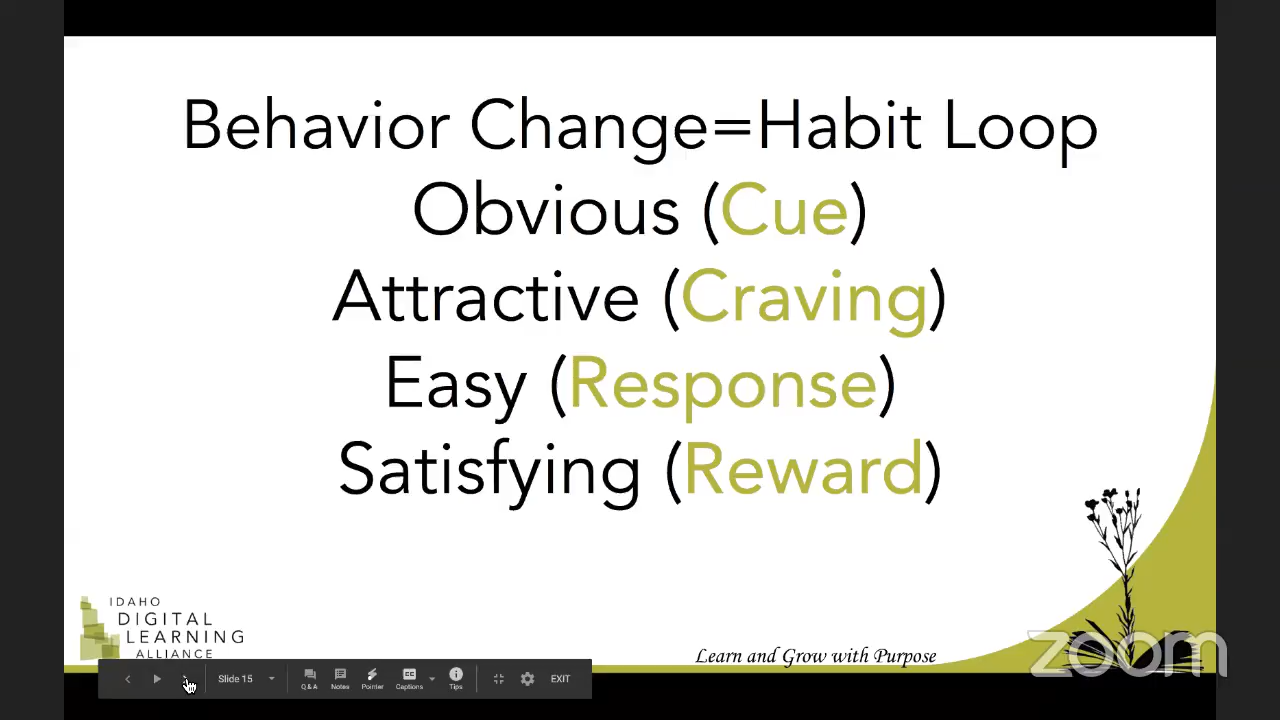 Behavior Change=Habit Loop
Obvious (Cue)
Attractive (Craving)
Easy (Response)
Satisfying (Reward)
IDAHO
DIGITAL
LEARNING
ALLIANCE
Learn and Grow with Purpose
zoom
Slide 15
Q&A
Notes
Pointer
Captions
Tips
EXIT